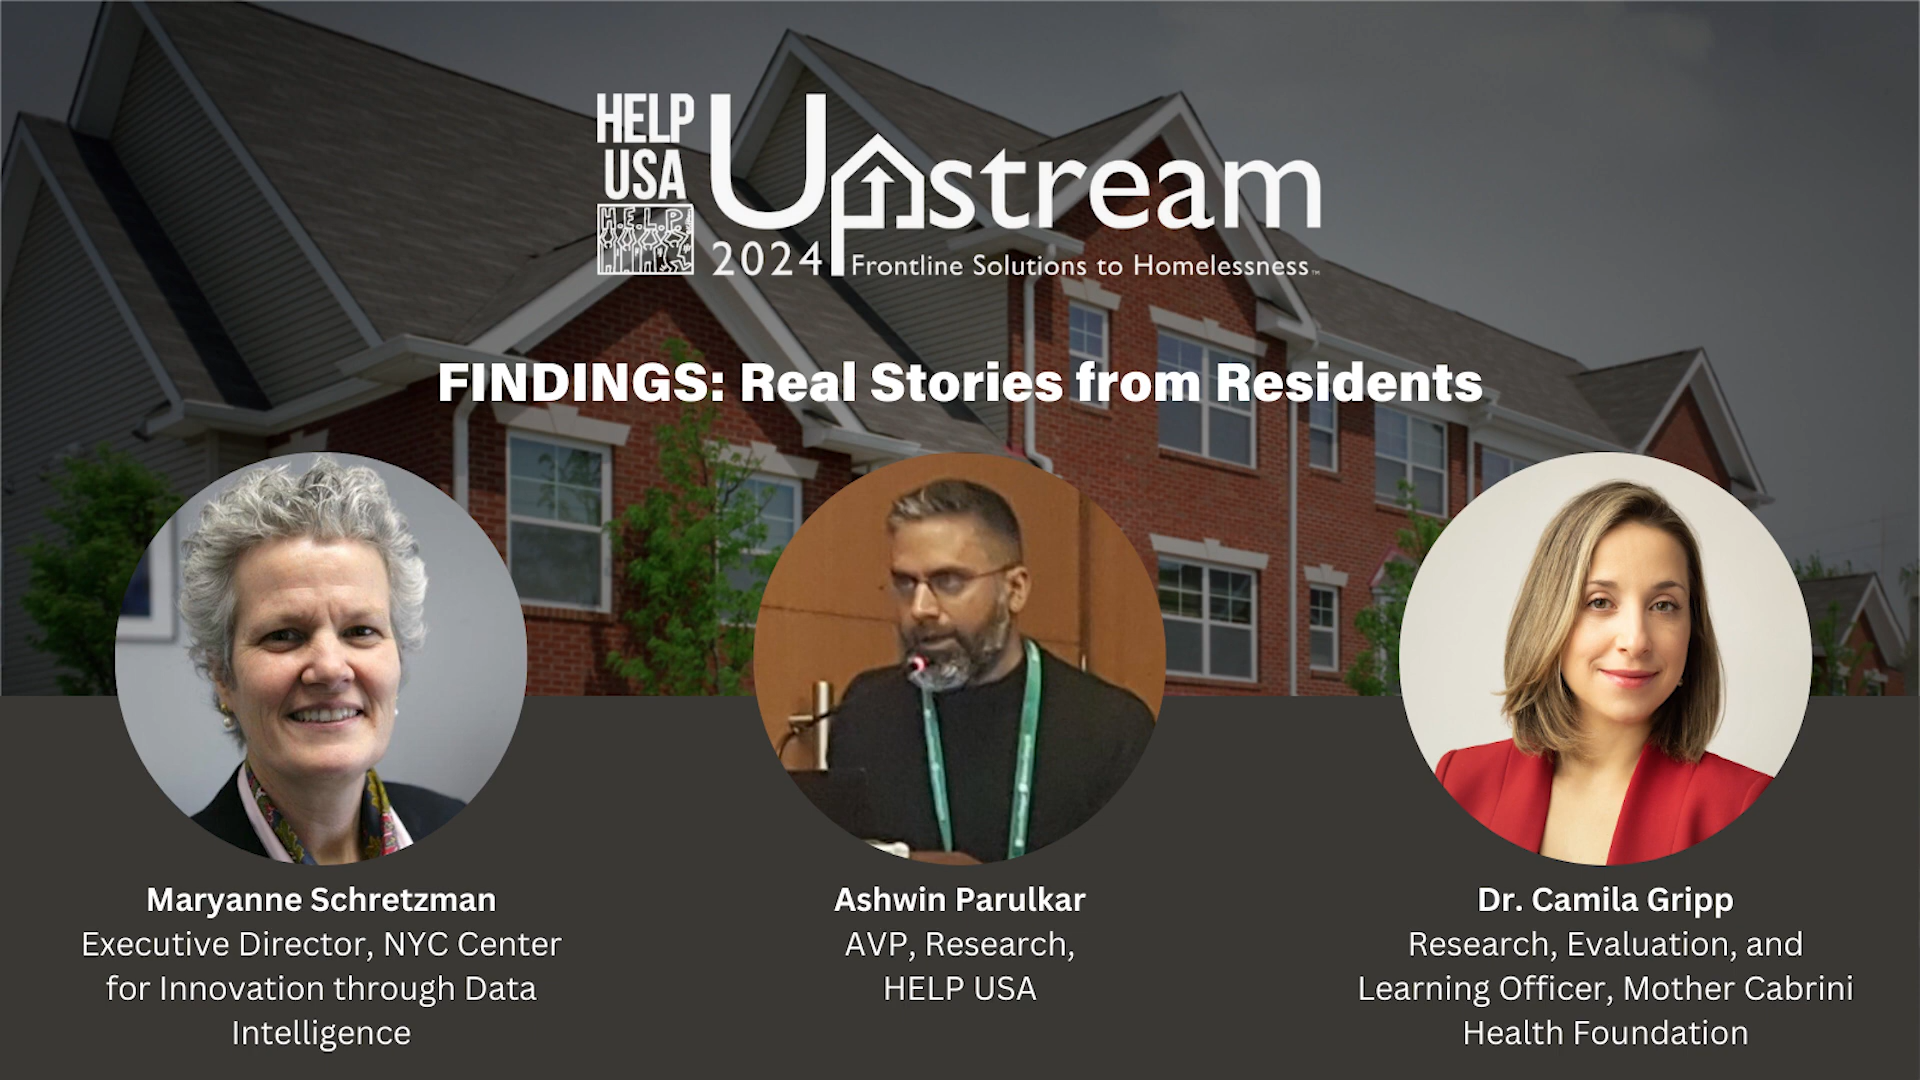 HELP
USA
H.E.L.P.
Upstream
2024
Frontline Solutions to Homelessness™
FINDINGS: Real Stories from Residents
Maryanne Schretzman
Executive Director, NYC Center
for Innovation through Data
Intelligence
Ashwin Parulkar
AVP, Research,
HELP USA
Dr. Camila Gripp
Research, Evaluation, and
Learning Officer, Mother Cabrini
Health Foundation